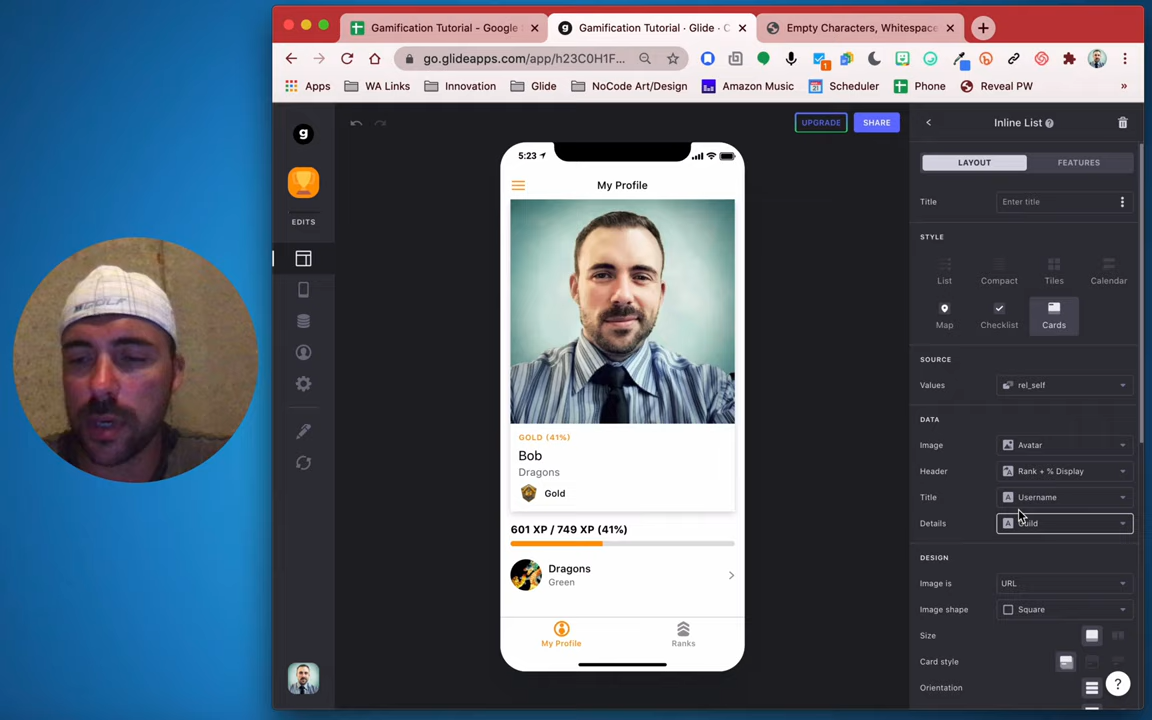 Gamification Tutorial - Google
Gamification Tutorial · Glide · C
Empty Characters, Whitespace
go.glideapps.com/app/h23C0H1F...
Apps
WA Links
Innovation
Glide
NoCode Art/Design
Amazon Music
Scheduler
Phone
Reveal PW
»
g
EDITS
UPGRADE
SHARE
5:23
My Profile
GOLD (41%)
Bob
Dragons
Gold
601 XP / 749 XP (41%)
Dragons
Green
My Profile
Ranks
Inline List
LAYOUT
FEATURES
Title
Enter title
STYLE
List
Compact
Tiles
Calendar
Map
Checklist
Cards
SOURCE
Values
rel_self
DATA
Image
Avatar
Header
Rank + % Display
Title
Username
Details
DESIGN
Image is
URL
Image shape
Square
Size
Card style
Orientation
?
GOLF